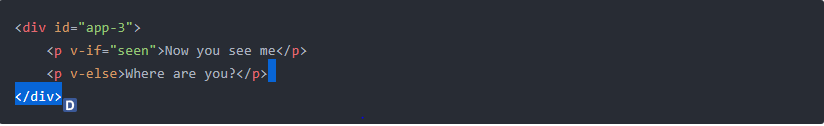 <div id="app-3">
    <p v-if="seen">Now you see me</p>
    <p v-else>Where are you?</p>
</div>
D